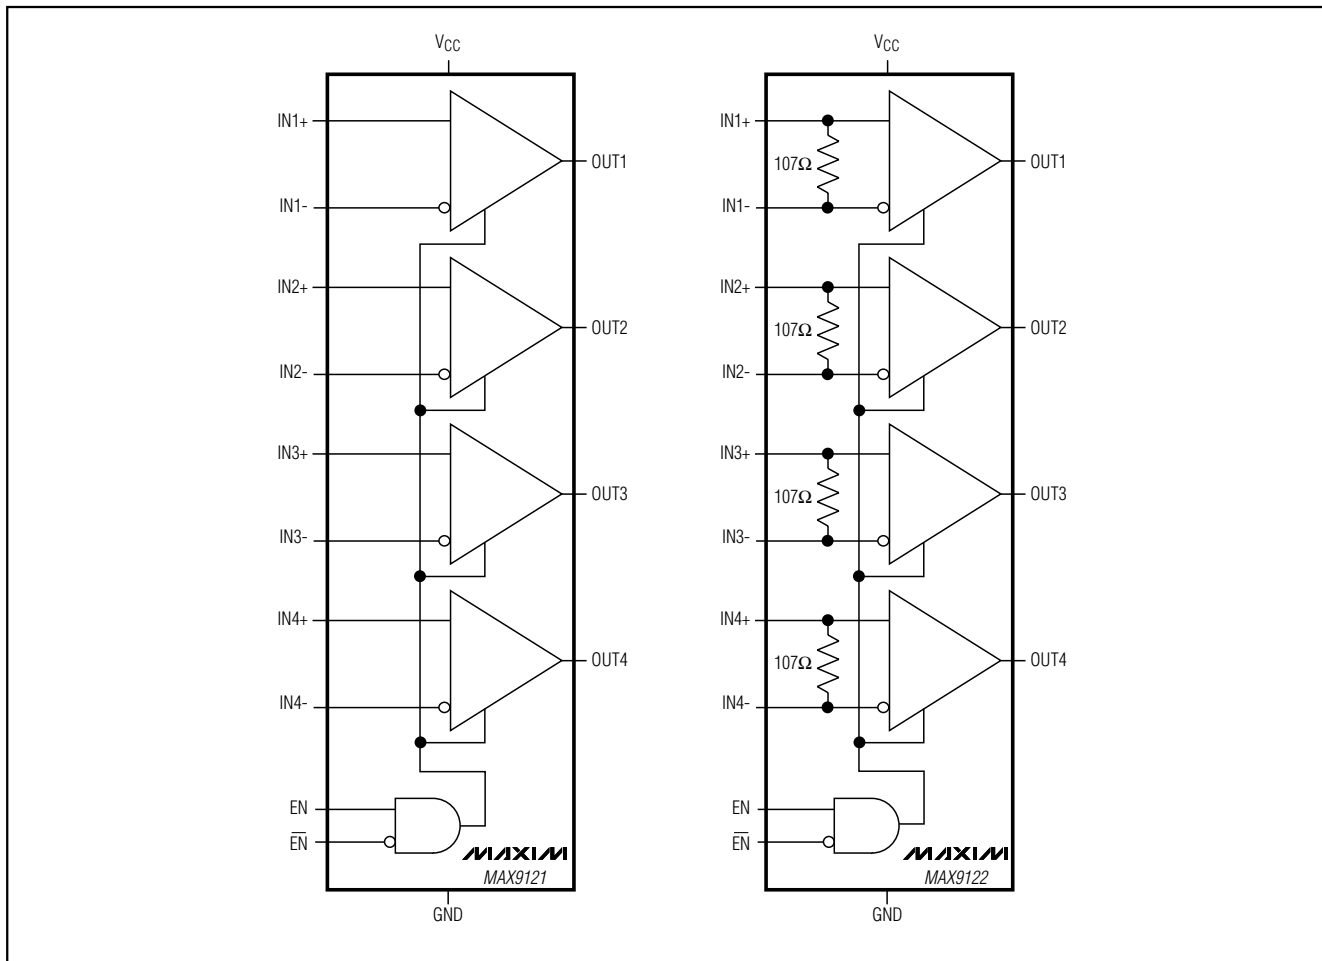 VCC
IN1+
OUT1
IN1-
IN2+
OUT2
IN2-
IN3+
OUT3
IN3-
IN4+
OUT4
IN4-
EN
E̅N̅
MAXIM
MAX9121
GND
VCC
IN1+
107Ω
OUT1
IN1-
IN2+
107Ω
OUT2
IN2-
IN3+
107Ω
OUT3
IN3-
IN4+
107Ω
OUT4
IN4-
EN
E̅N̅
MAXIM
MAX9122
GND